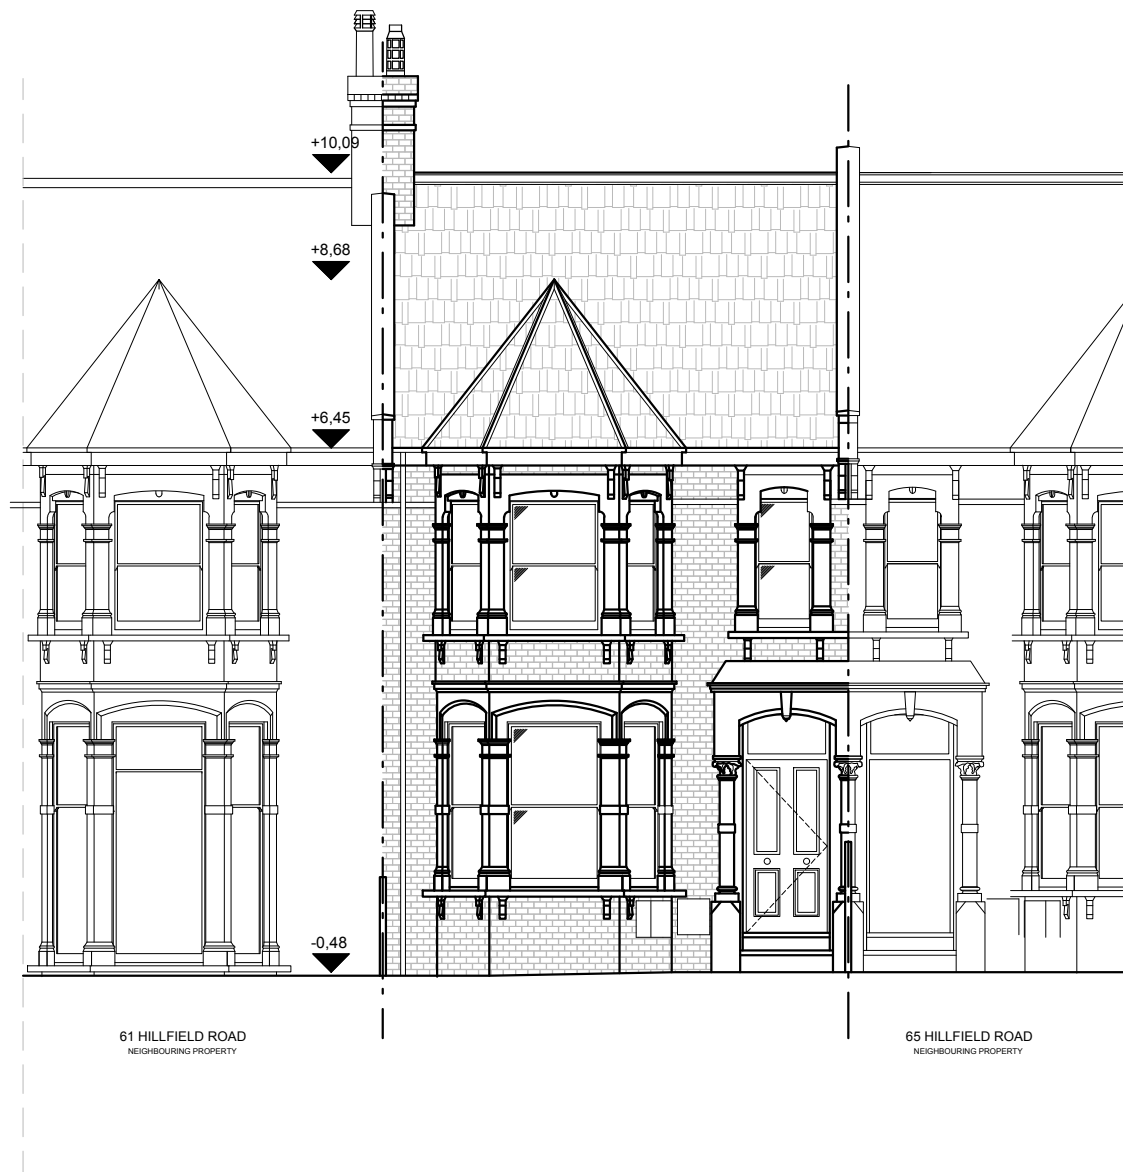 +10,09
+8,68
+6,45
-0,48
61 HILLFIELD ROAD
NEIGHBOURING PROPERTY
65 HILLFIELD ROAD
NEIGHBOURING PROPERTY